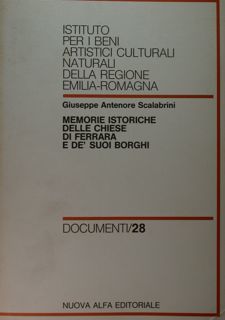 ISTITUTO
PER I BENI
ARTISTICI CULTURALI
NATURALI
DELLA REGIONE
EMILIA-ROMAGNA
Giuseppe Antenore Scalabrini
MEMORIE ISTORICHE
DELLE CHIESE
DI FERRARA
E DE' SUOI BORGHI
DOCUMENTI/28
NUOVA ALFA EDITORIALE